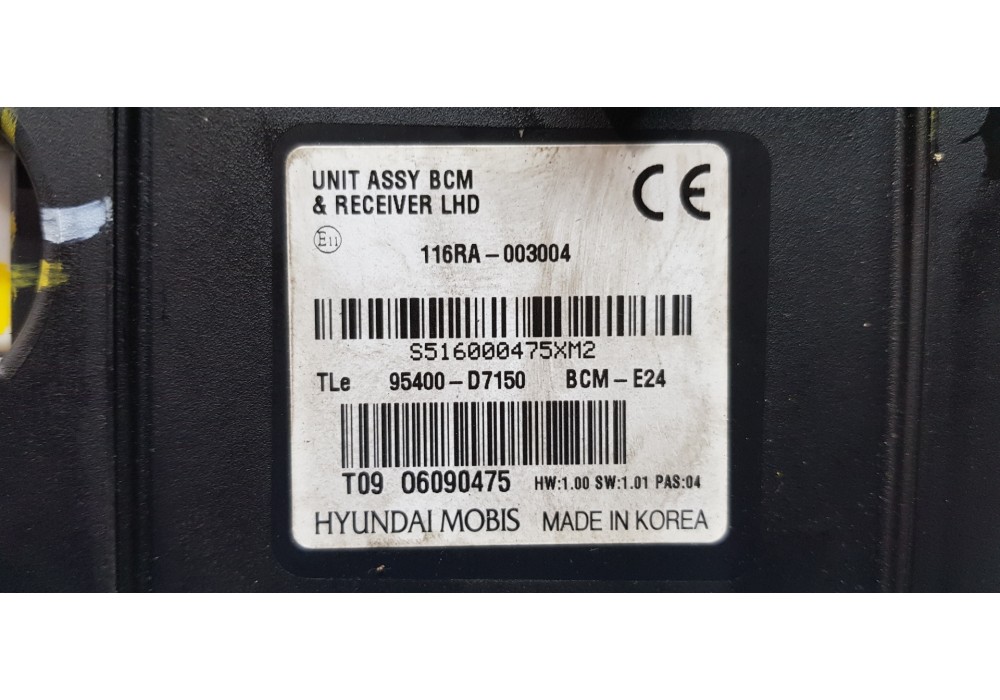 UNIT ASSY BCM
& RECEIVER LHD
CE
E11
116RA-003004
S516000475XM2
TLe 95400-D7150 BCM-E24
T09 06090475 HW:1.00 SW:1.01 PAS:04
HYUNDAI MOBIS MADE IN KOREA